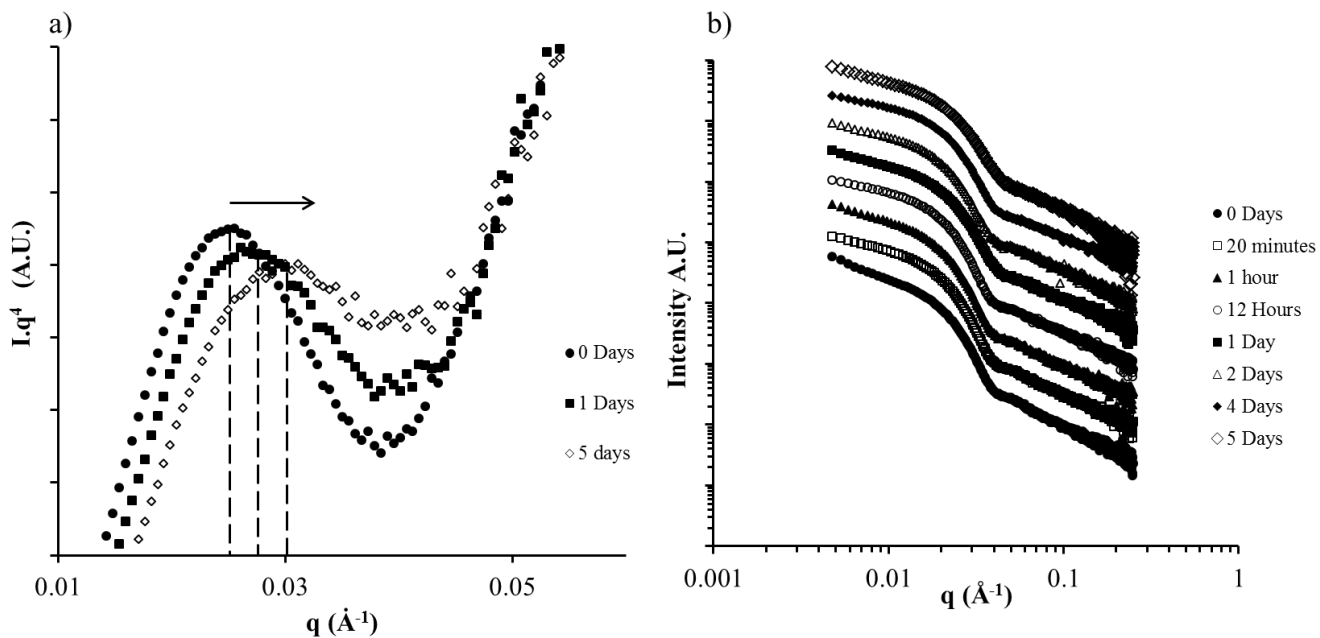 a)
I.q⁴ (A.U.)
0 Days
1 Days
5 days
0.01
0.03
0.05
q (Å⁻¹)
b)
Intensity A.U.
0 Days
20 minutes
1 hour
12 Hours
1 Day
2 Days
4 Days
5 Days
0.001
0.01
0.1
1
q (Å⁻¹)